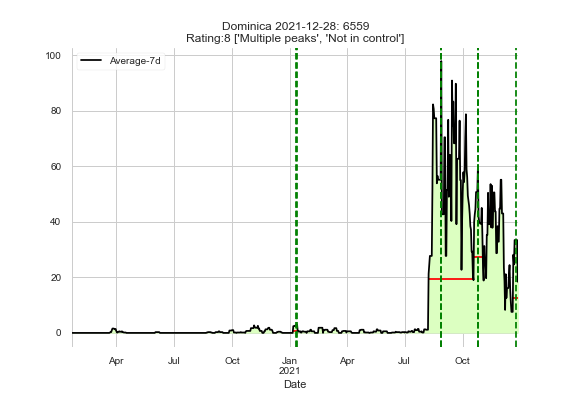 Dominica 2021-12-28: 6559
Rating:8 ['Multiple peaks', 'Not in control']
Average-7d
100
80
60
40
20
0
Apr Jul Oct Jan Apr Jul Oct
2021
Date